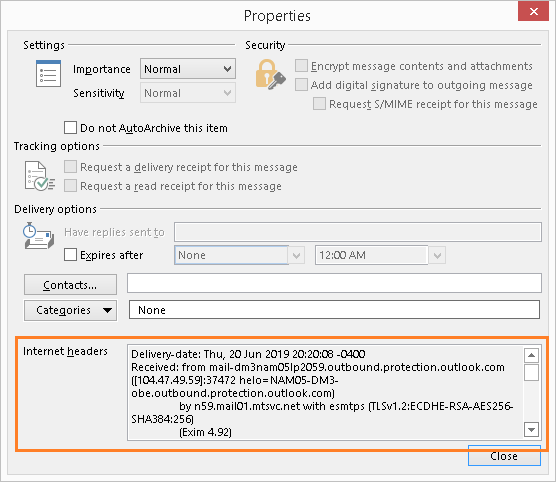 Properties
Settings
Security
Importance Normal
Sensitivity Normal
Encrypt message contents and attachments
Add digital signature to outgoing message
Request S/MIME receipt for this message
Do not AutoArchive this item
Tracking options
Request a delivery receipt for this message
Request a read receipt for this message
Delivery options
Have replies sent to
Expires after None 12:00 AM
Contacts...
Categories None
Internet headers
Delivery-date: Thu, 20 Jun 2019 20:20:08 -0400
Received: from mail-dm3nam05lp2059.outbound.protection.outlook.com
([104.47.49.59]:37472 helo=NAM05-DM3-
obe.outbound.protection.outlook.com)
by n59.mail01.mtsvc.net with esmtps (TLSv1.2:ECDHE-RSA-AES256-
SHA384:256)
(Exim 4.92)
Close